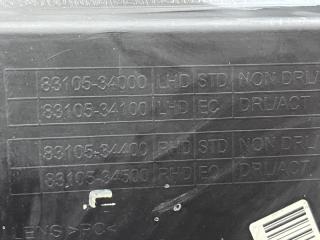 83105-34000 LHD STD NON DRL/
83105-34100 LHD EC DRL/ACT
83105-34400 RHD STD NON DRL/
83105-34500 RHD EC DRL/ACT
LENS >PC<